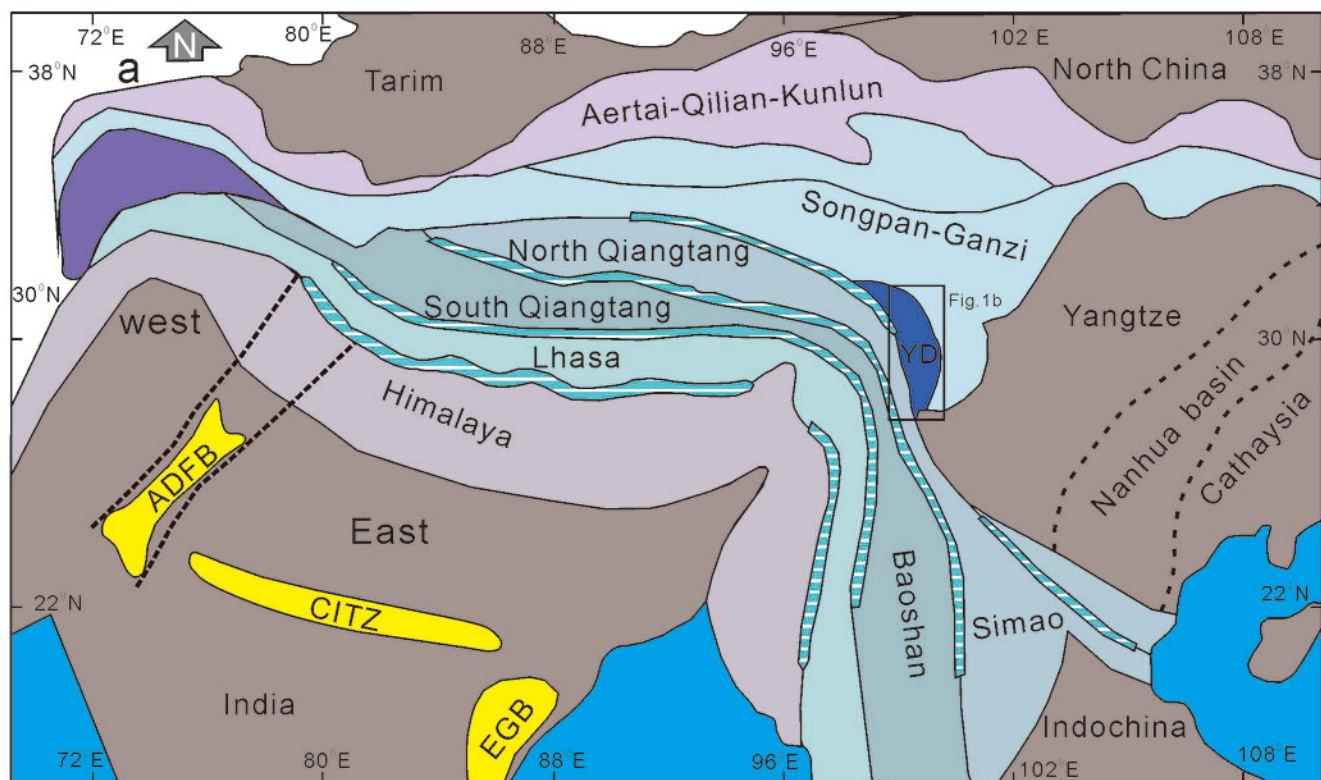 72°E
N
80°E
88°E
96°E
102°E
108°E
38°N
a
Tarim
North China
38°N
Aertai-Qilian-Kunlun
Songpan-Ganzi
North Qiangtang
30°N
South Qiangtang
Fig.1b
west
YD
Yangtze
30°N
Lhasa
Himalaya
Nanhua basin
Cathaysia
ADFB
East
Baoshan
22°N
CITZ
Simao
22°N
India
EGB
Indochina
72°E
80°E
88°E
96°E
102°E
108°E